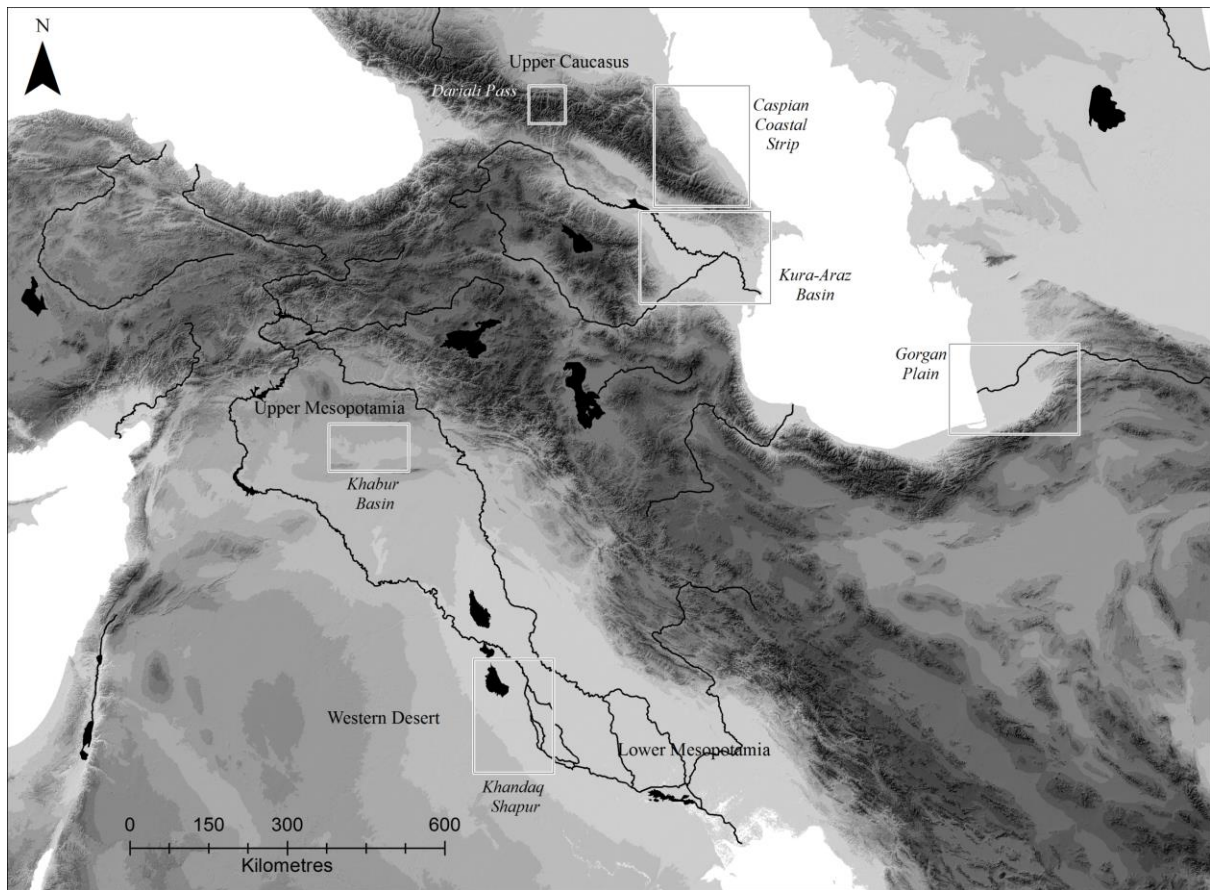 N
Upper Caucasus
Dariali Pass
Caspian
Coastal
Strip
Kura-Araz
Basin
Gorgan
Plain
Upper Mesopotamia
Khabur
Basin
Western Desert
Lower Mesopotamia
Khandaq
Shapur
0 150 300 600
Kilometres